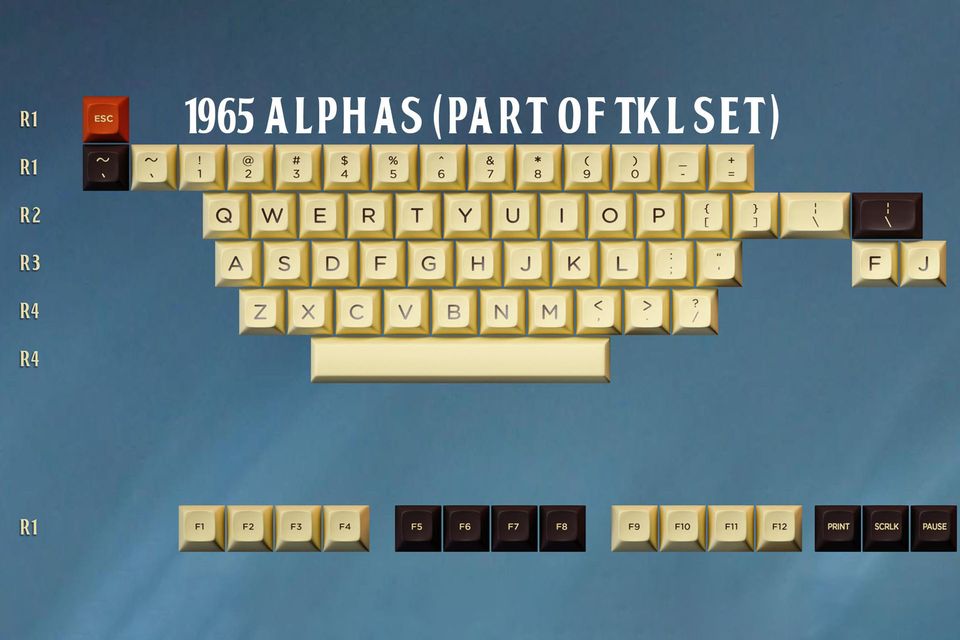 1965 ALPHAS (PART OF TKL SET)
R1 ESC
R1 ~ ` ~ ` ! 1 @ 2 # 3 $ 4 % 5 ^ 6 & 7 * 8 ( 9 ) 0 _ - + =
R2 Q W E R T Y U I O P { [ } ] ¦ \ ¦ \
R3 A S D F G H J K L : ; " ' F J
R4 Z X C V B N M < , > . ? /
R4
R1 F1 F2 F3 F4 F5 F6 F7 F8 F9 F10 F11 F12 PRINT SCRLK PAUSE